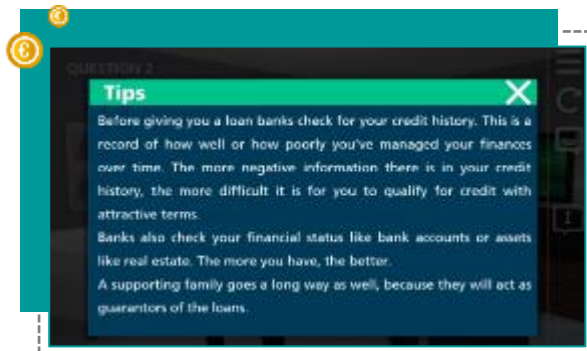 QUESTION 2
Tips
Before giving you a loan banks check for your credit history. This is a
record of how well or how poorly you've managed your finances
over time. The more negative information there is in your credit
history, the more difficult it is for you to qualify for credit with
attractive terms.
Banks also check your financial status like bank accounts or assets
like real estate. The more you have, the better.
A supporting family goes a long way as well, because they will act as
guarantors of the loans.